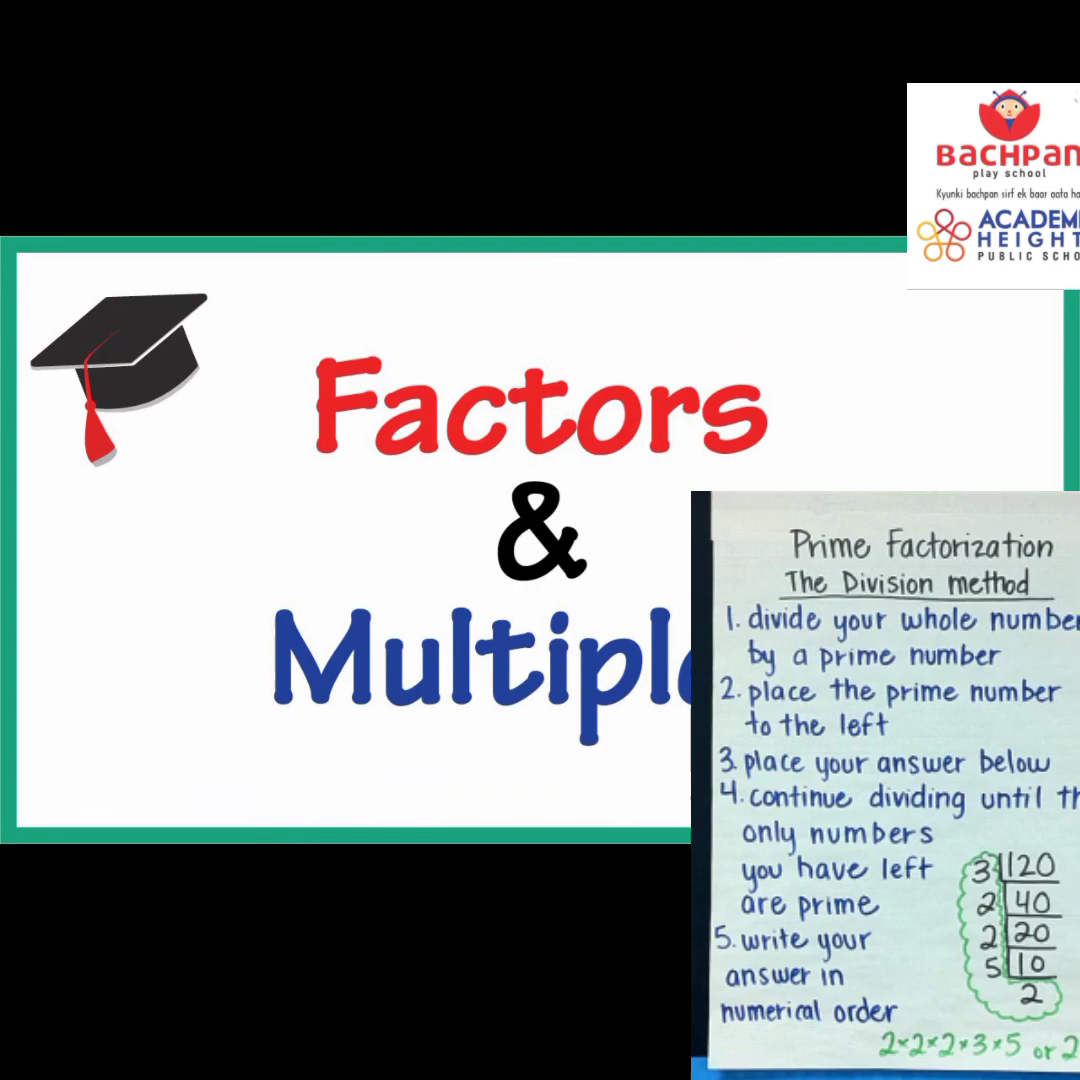 BACHPAN
play school
Kyunki bachpan sirf ek baar aata
HEIGHT
PUBLIC SCHO
Factors
&
Multipl
Prime Factorization
The Division method
1. divide your whole number
by a prime number
2. place the prime number
to the left
3. place your answer below
4. continue dividing until th
only numbers
you have left
are prime
5. write your
answer in
numerical order
3 120
2 40
2 20
5 10
2
2×2×2×3×5 or 2